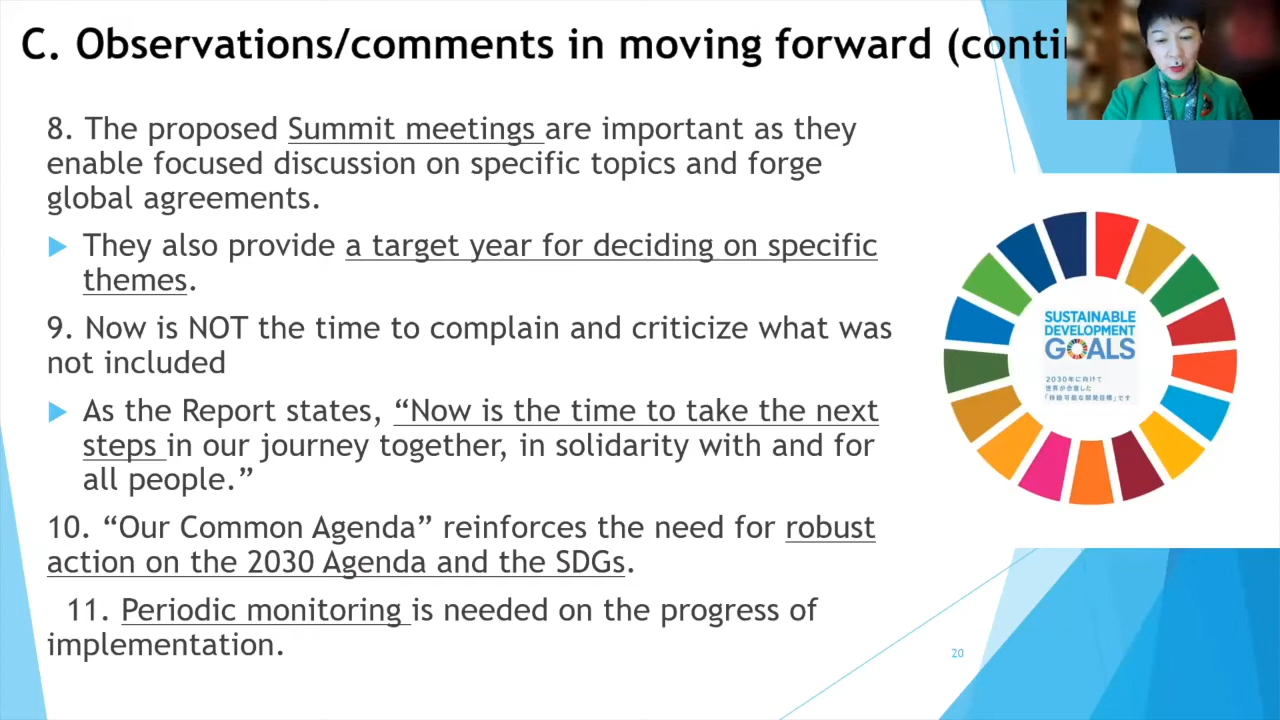 C. Observations/comments in moving forward (conti
8. The proposed Summit meetings are important as they
enable focused discussion on specific topics and forge
global agreements.
They also provide a target year for deciding on specific
themes.
9. Now is NOT the time to complain and criticize what was
not included
As the Report states, “Now is the time to take the next
steps in our journey together, in solidarity with and for
all people.”
10. “Our Common Agenda” reinforces the need for robust
action on the 2030 Agenda and the SDGs.
11. Periodic monitoring is needed on the progress of
implementation.
SUSTAINABLE
DEVELOPMENT
GOALS
2030年に向けて
世界が合意した
「持続可能な開発目標」です
20